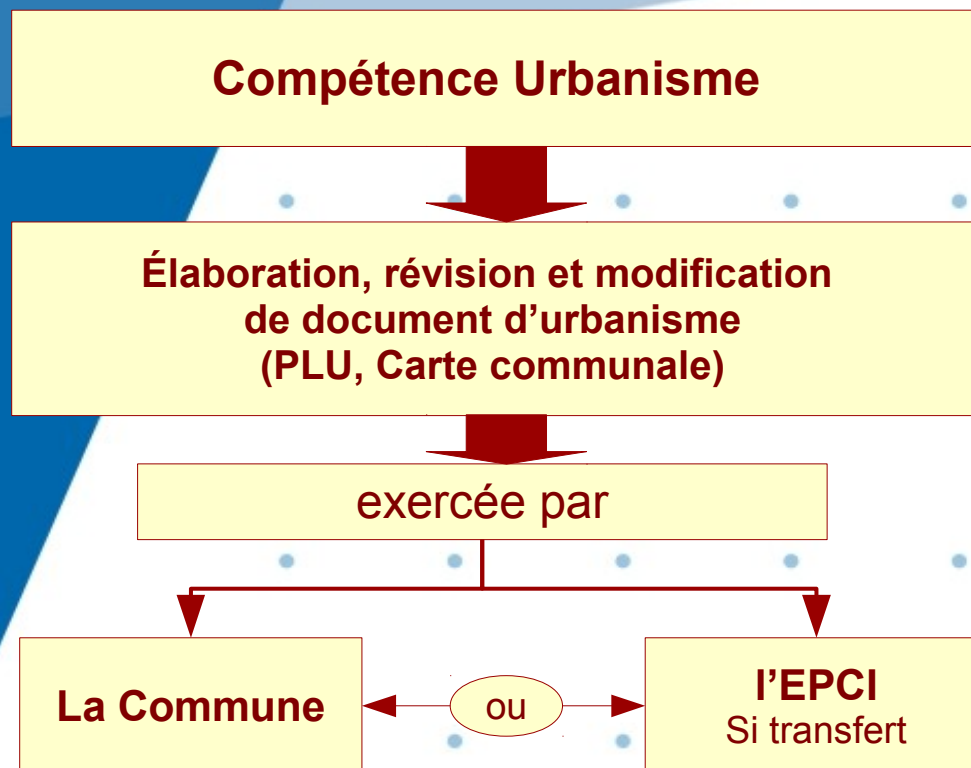 Compétence Urbanisme
Élaboration, révision et modification
de document d’urbanisme
(PLU, Carte communale)
exercée par
La Commune
ou
l’EPCI
Si transfert